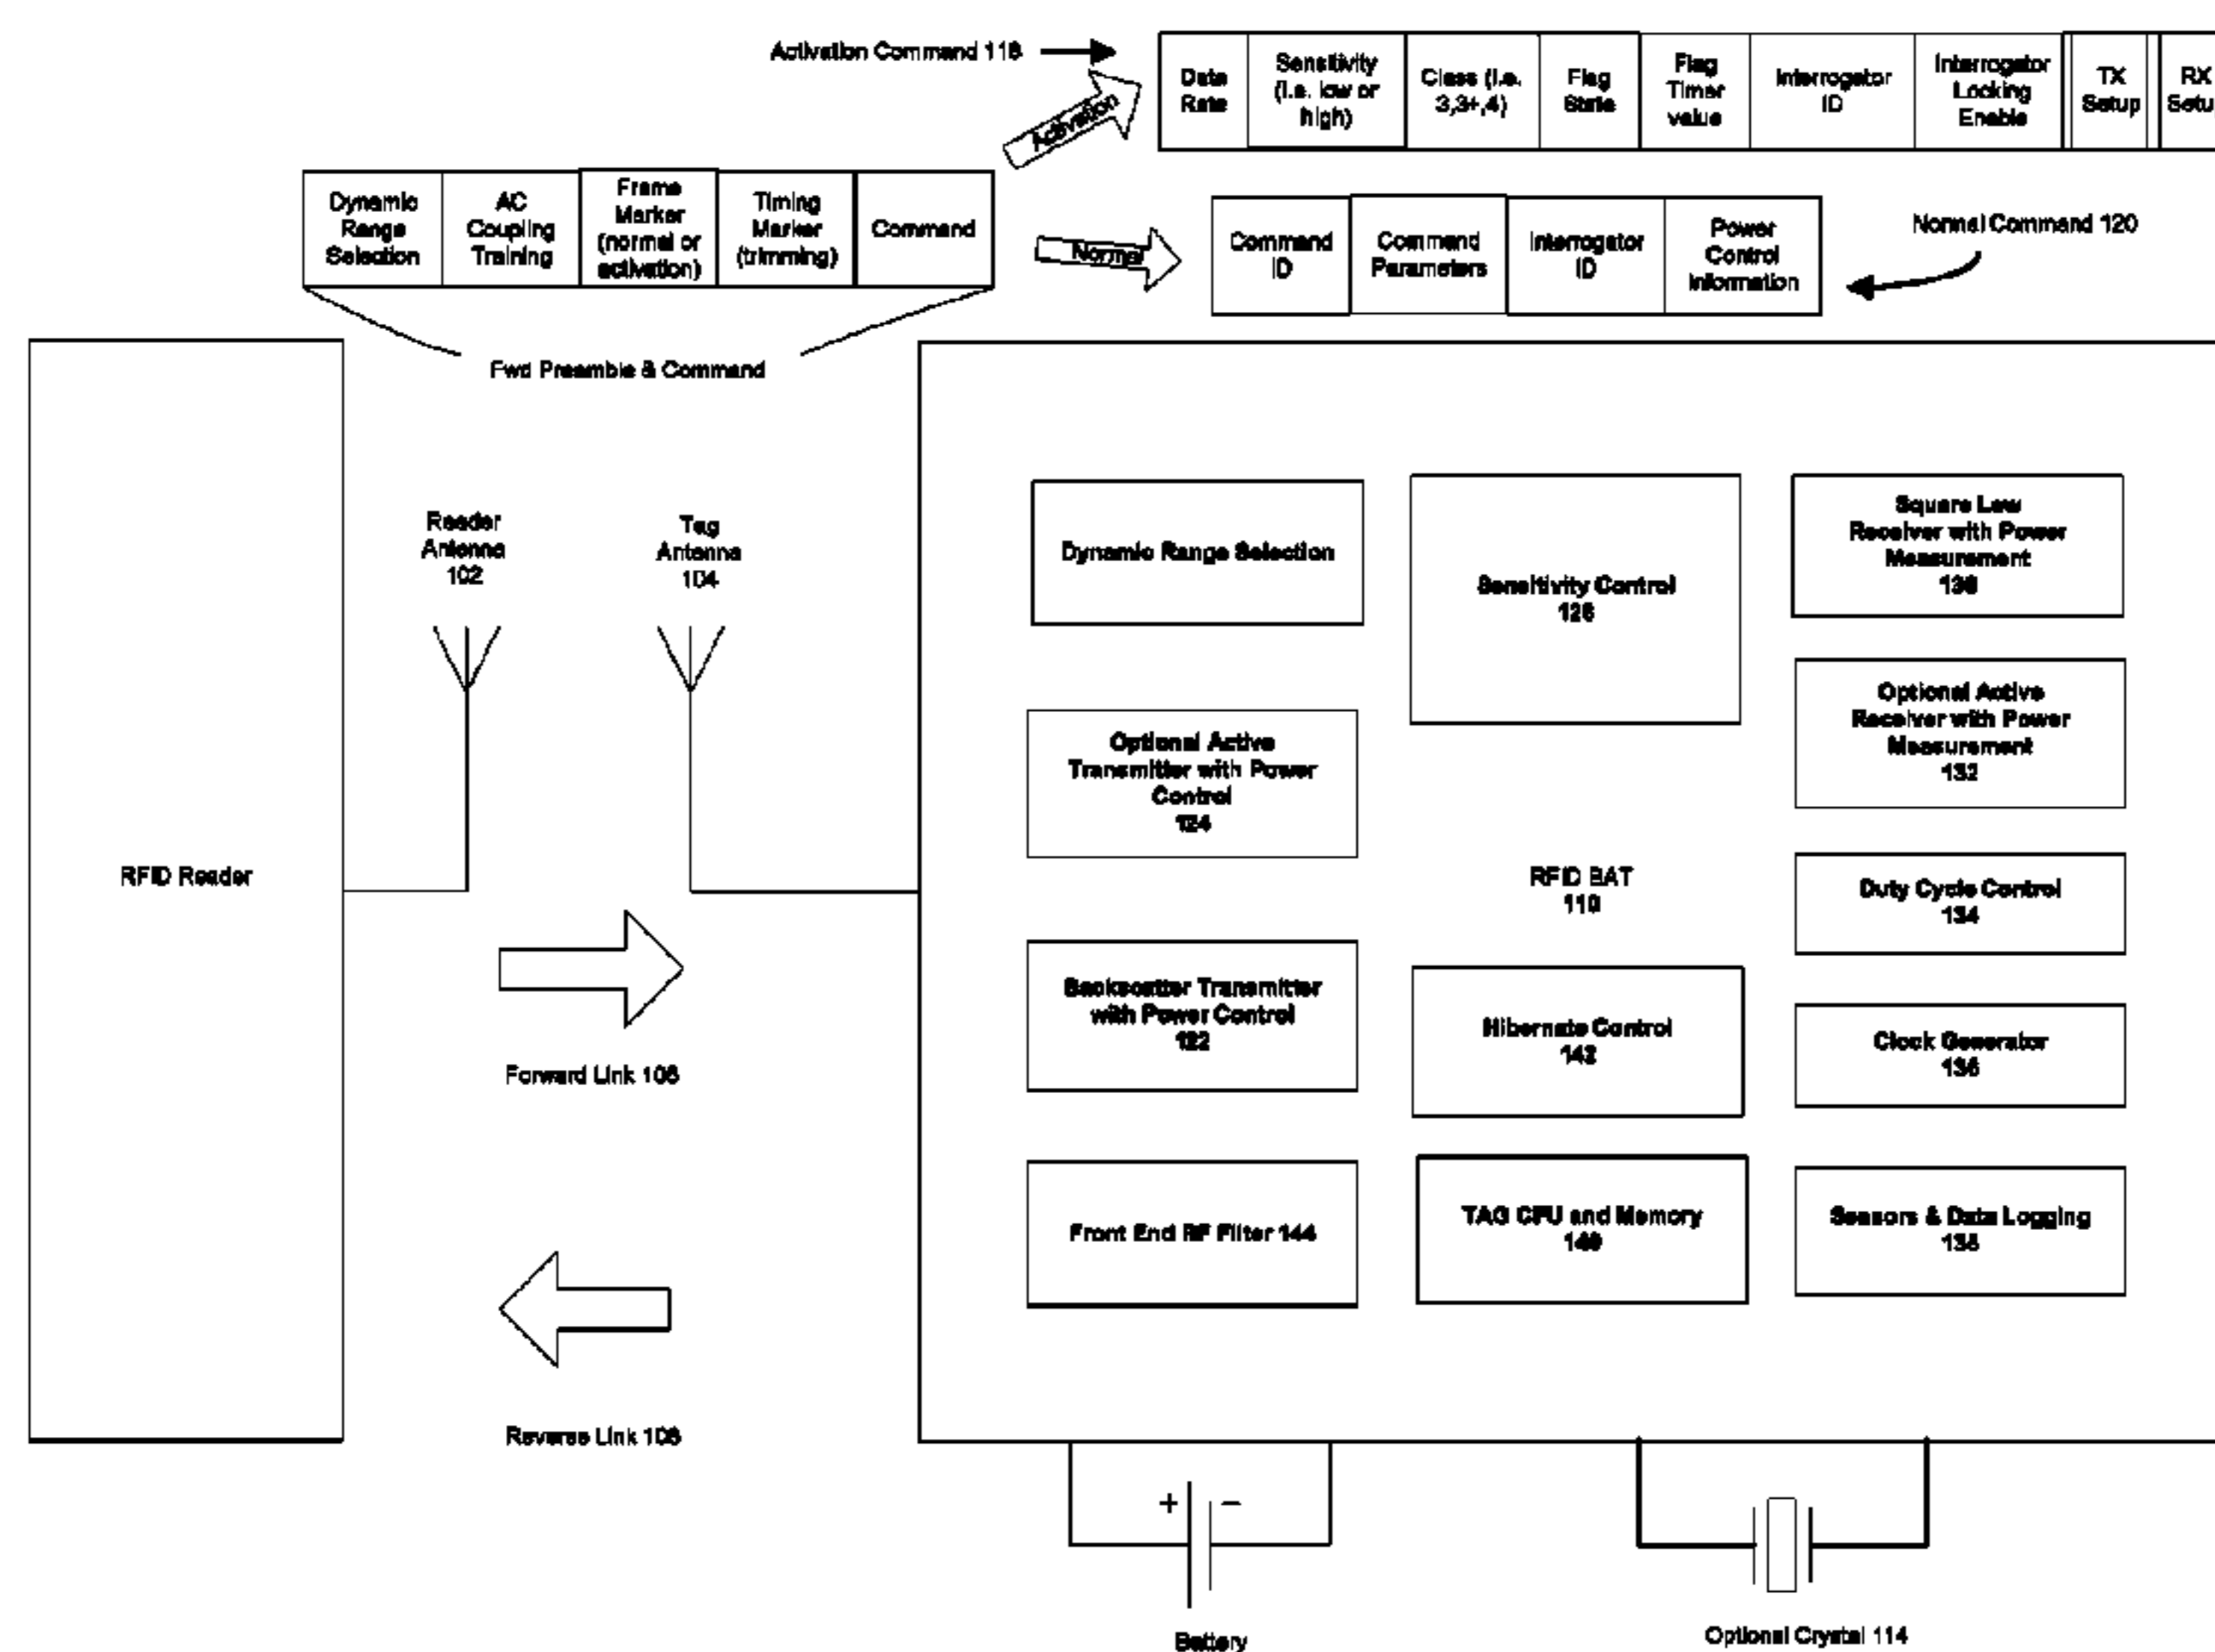 Activation Command 118
Data
Rate
Sensitivity
(i.e. low or
high)
Class (i.e.
3,3+,4)
Flag
State
Flag
Timer
value
Interrogator
ID
Interrogator
Locking
Enable
TX
Setup
RX
Activation
Dynamic
Range
Selection
AC
Coupling
Training
Frame
Marker
(normal or
activation)
Timing
Marker
(trimming)
Command
Normal
Command
ID
Command
Parameters
Interrogator
ID
Power
Control
Information
Normal Command 120
Fwd Preamble & Command
RFID Reader
Reader
Antenna
102
Tag
Antenna
104
Forward Link 108
Reverse Link
Dynamic Range Selection
Optional Active
Transmitter with Power
Control
124
Backscatter Transmitter
with Power Control
122
Front End RF Filter 144
Sensitivity Control
RFID BAT
110
Hibernate Control
142
TAG CPU and Memory
140
Square Law
Receiver with Power
Measurement
Optional Active
Receiver with Power
Measurement
132
Duty Cycle Control
134
Clock Generator
136
Sensors & Data Logging
138
Battery
Optional Crystal 114